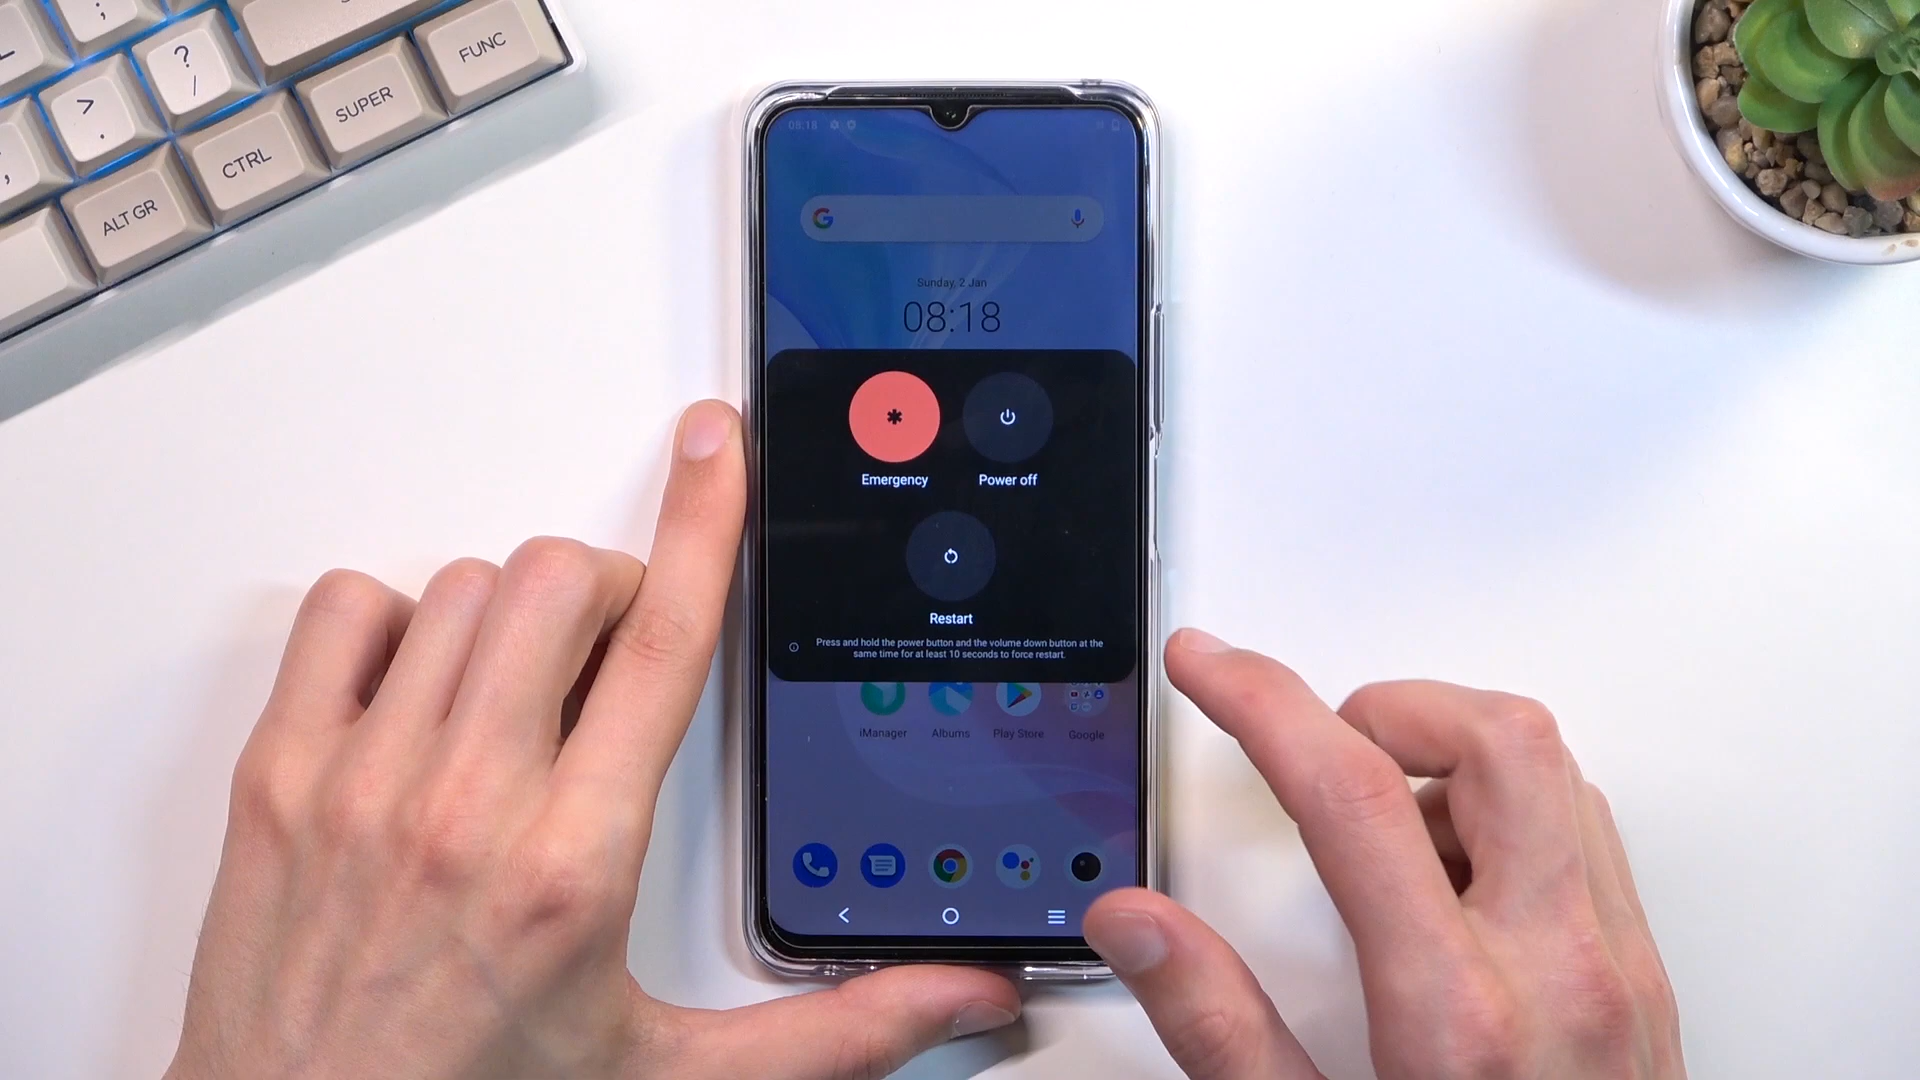 FUNC
?
/
SUPER
>
.
CTRL
ALT GR
;
,
L
08:18
Sunday, 2 Jan
08:18
Emergency
Power off
Restart
Press and hold the power button and the volume down button at the
same time for at least 10 seconds to force restart.
iManager
Albums
Play Store
Google